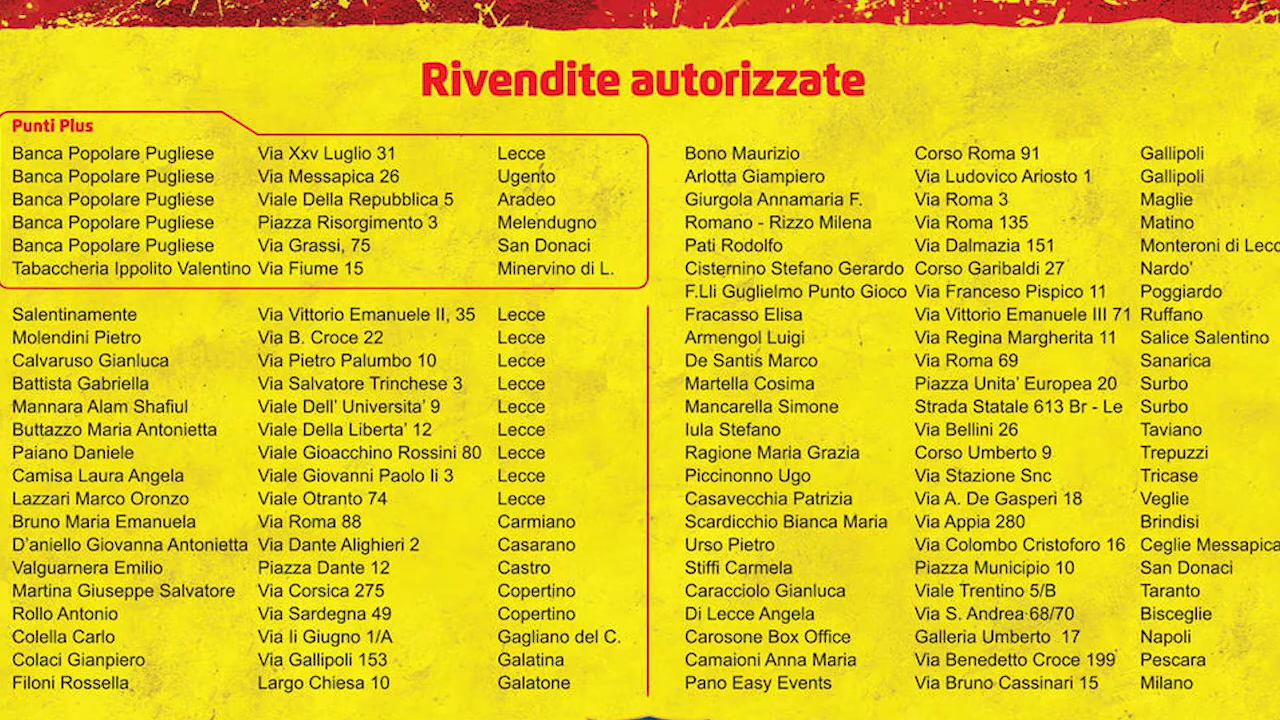 Rivendite autorizzate
Punti Plus
Banca Popolare Pugliese Via Xxv Luglio 31 Lecce
Banca Popolare Pugliese Via Messapica 26 Ugento
Banca Popolare Pugliese Viale Della Repubblica 5 Aradeo
Banca Popolare Pugliese Piazza Risorgimento 3 Melendugno
Banca Popolare Pugliese Via Grassi, 75 San Donaci
Tabaccheria Ippolito Valentino Via Fiume 15 Minervino di L.
Salentinamente Via Vittorio Emanuele II, 35 Lecce
Molendini Pietro Via B. Croce 22 Lecce
Calvaruso Gianluca Via Pietro Palumbo 10 Lecce
Battista Gabriella Via Salvatore Trinchese 3 Lecce
Mannara Alam Shafiul Viale Dell' Universita' 9 Lecce
Buttazzo Maria Antonietta Viale Della Liberta' 12 Lecce
Paiano Daniele Viale Gioacchino Rossini 80 Lecce
Camisa Laura Angela Viale Giovanni Paolo Ii 3 Lecce
Lazzari Marco Oronzo Viale Otranto 74 Lecce
Bruno Maria Emanuela Via Roma 88 Carmiano
D'aniello Giovanna Antonietta Via Dante Alighieri 2 Casarano
Valguarnera Emilio Piazza Dante 12 Castro
Martina Giuseppe Salvatore Via Corsica 275 Copertino
Rollo Antonio Via Sardegna 49 Copertino
Colella Carlo Via Ii Giugno 1/A Gagliano del C.
Colaci Gianpiero Via Gallipoli 153 Galatina
Filoni Rossella Largo Chiesa 10 Galatone
Bono Maurizio Corso Roma 91 Gallipoli
Arlotta Giampiero Via Ludovico Ariosto 1 Gallipoli
Giurgola Annamaria F. Via Roma 3 Maglie
Romano - Rizzo Milena Via Roma 135 Matino
Pati Rodolfo Via Dalmazia 151 Monteroni di Lecc
Cisternino Stefano Gerardo Corso Garibaldi 27 Nardo'
F.Lli Guglielmo Punto Gioco Via Franceso Pispico 11 Poggiardo
Fracasso Elisa Via Vittorio Emanuele III 71 Ruffano
Armengol Luigi Via Regina Margherita 11 Salice Salentino
De Santis Marco Via Roma 69 Sanarica
Martella Cosima Piazza Unita' Europea 20 Surbo
Mancarella Simone Strada Statale 613 Br - Le Surbo
Iula Stefano Via Bellini 26 Taviano
Ragione Maria Grazia Corso Umberto 9 Trepuzzi
Piccinonno Ugo Via Stazione Snc Tricase
Casavecchia Patrizia Via A. De Gasperi 18 Veglie
Scardicchio Bianca Maria Via Appia 280 Brindisi
Urso Pietro Via Colombo Cristoforo 16 Ceglie Messapica
Stiffi Carmela Piazza Municipio 10 San Donaci
Caracciolo Gianluca Viale Trentino 5/B Taranto
Di Lecce Angela Via S. Andrea 68/70 Bisceglie
Carosone Box Office Galleria Umberto 17 Napoli
Camaioni Anna Maria Via Benedetto Croce 199 Pescara
Pano Easy Events Via Bruno Cassinari 15 Milano